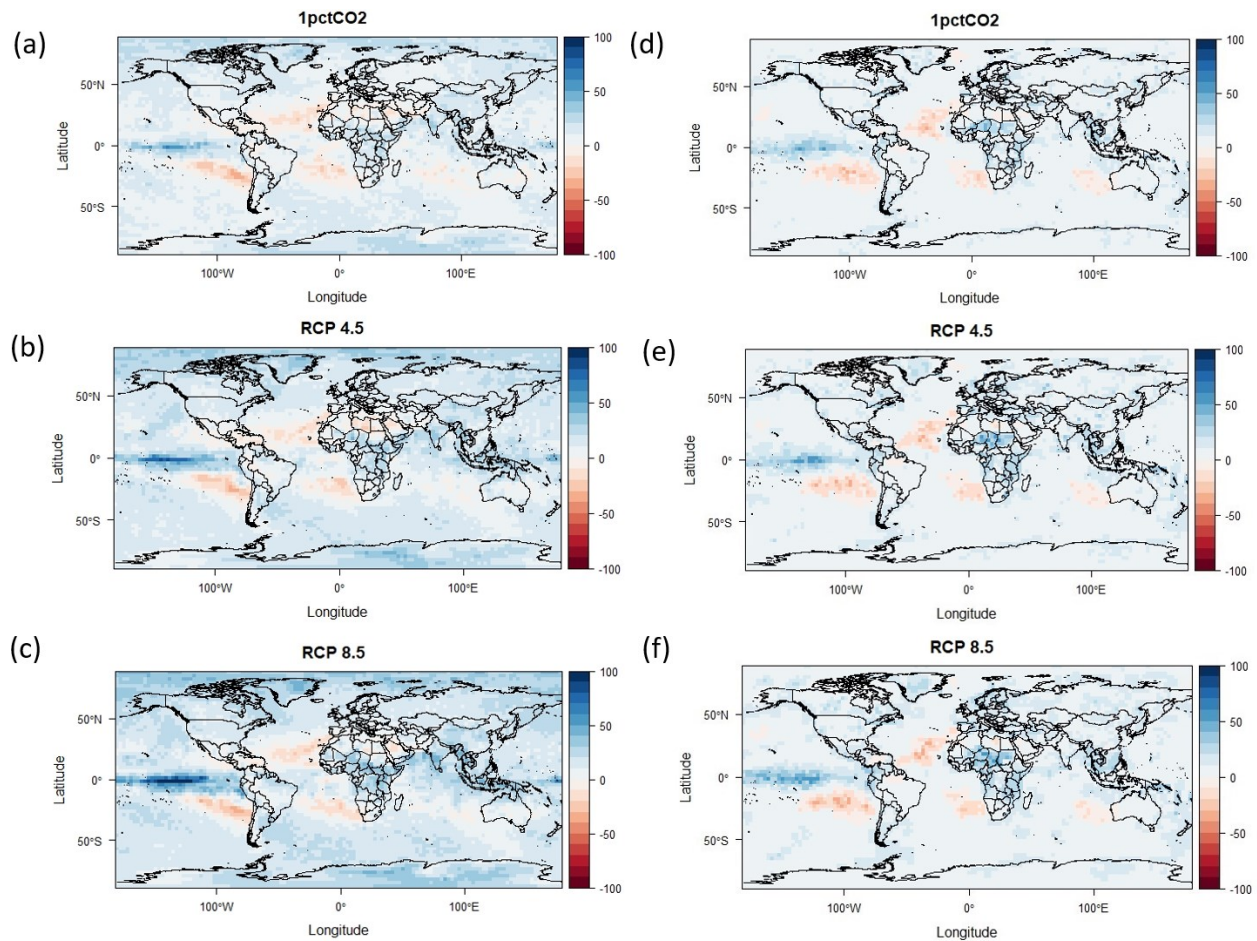 (a)
1pctCO2
100
50
0
-50
-100
50°N
0°
50°S
100°W
0°
100°E
Latitude
Longitude
(d)
1pctCO2
100
50
0
-50
-100
50°N
0°
50°S
100°W
0°
100°E
Latitude
Longitude
(b)
RCP 4.5
100
50
0
-50
-100
50°N
0°
50°S
100°W
0°
100°E
Latitude
Longitude
(e)
RCP 4.5
100
50
0
-50
-100
50°N
0°
50°S
100°W
0°
100°E
Latitude
Longitude
(c)
RCP 8.5
100
50
0
-50
-100
50°N
0°
50°S
100°W
0°
100°E
Latitude
Longitude
(f)
RCP 8.5
100
50
0
-50
-100
50°N
0°
50°S
100°W
0°
100°E
Latitude
Longitude